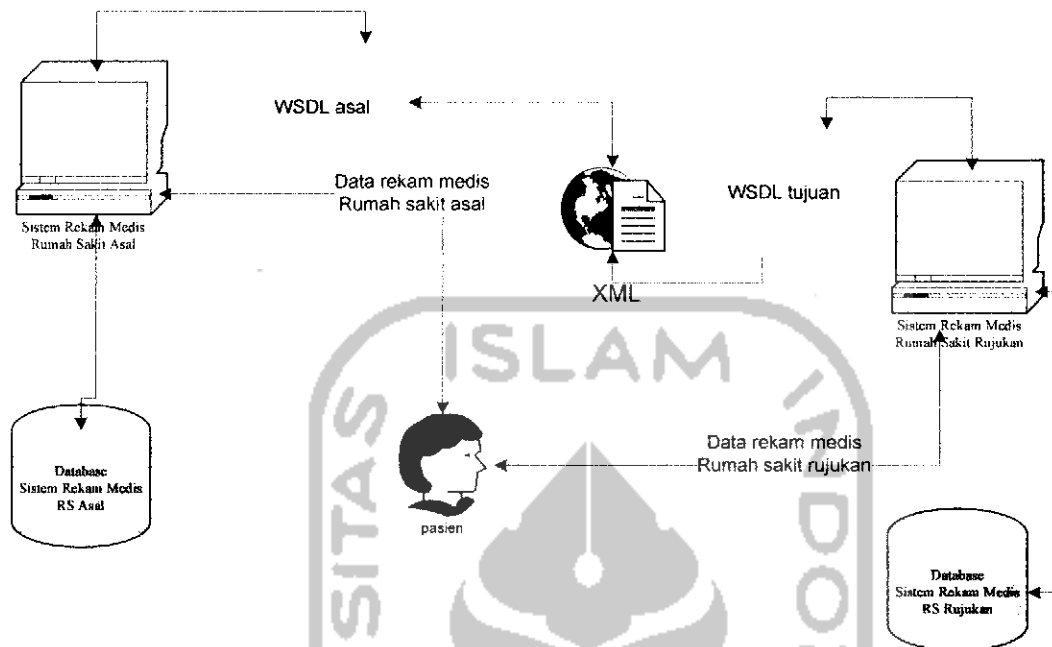 WSDL asal
Data rekam medis
Rumah sakit asal
WSDL tujuan
Sistem Rekam Medis
Rumah Sakit Asal
XML
Sistem Rekam Medis
Rumah Sakit Rujukan
ISLAM
SITAS
INDO
Database
Sistem Rekam Medis
RS Asal
Data rekam medis
Rumah sakit rujukan
pasien
Database
Sistem Rekam Medis
RS Rujukan